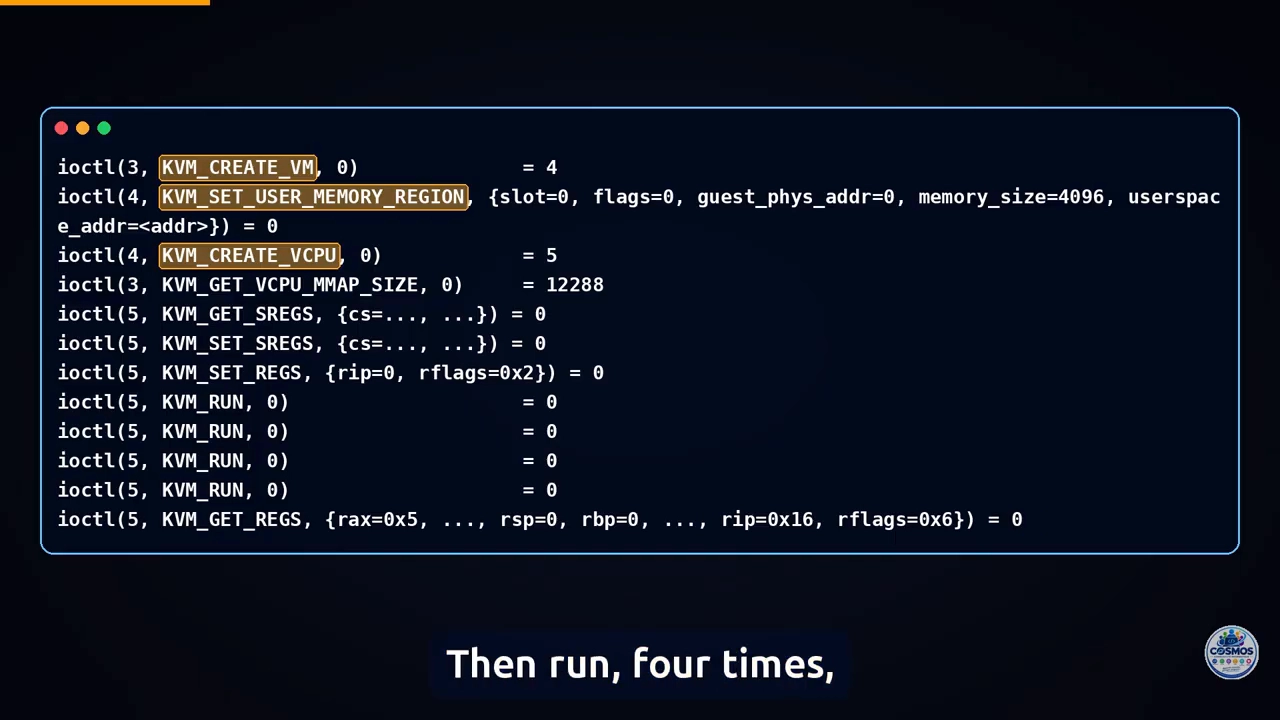 ioctl(3, KVM_CREATE_VM, 0) = 4
ioctl(4, KVM_SET_USER_MEMORY_REGION, {slot=0, flags=0, guest_phys_addr=0, memory_size=4096, userspac
e_addr=<addr>}) = 0
ioctl(4, KVM_CREATE_VCPU, 0) = 5
ioctl(3, KVM_GET_VCPU_MMAP_SIZE, 0) = 12288
ioctl(5, KVM_GET_SREGS, {cs=..., ...}) = 0
ioctl(5, KVM_SET_SREGS, {cs=..., ...}) = 0
ioctl(5, KVM_SET_REGS, {rip=0, rflags=0x2}) = 0
ioctl(5, KVM_RUN, 0) = 0
ioctl(5, KVM_RUN, 0) = 0
ioctl(5, KVM_RUN, 0) = 0
ioctl(5, KVM_RUN, 0) = 0
ioctl(5, KVM_GET_REGS, {rax=0x5, ..., rsp=0, rbp=0, ..., rip=0x16, rflags=0x6}) = 0
Then run, four times,
COSMOS